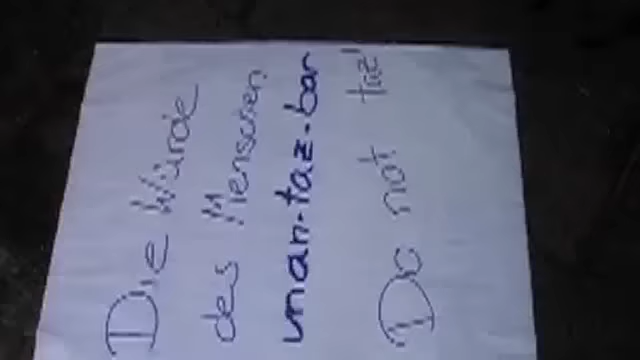 Die Würde
des Menschen
unan-taz-bar
Do not taz!